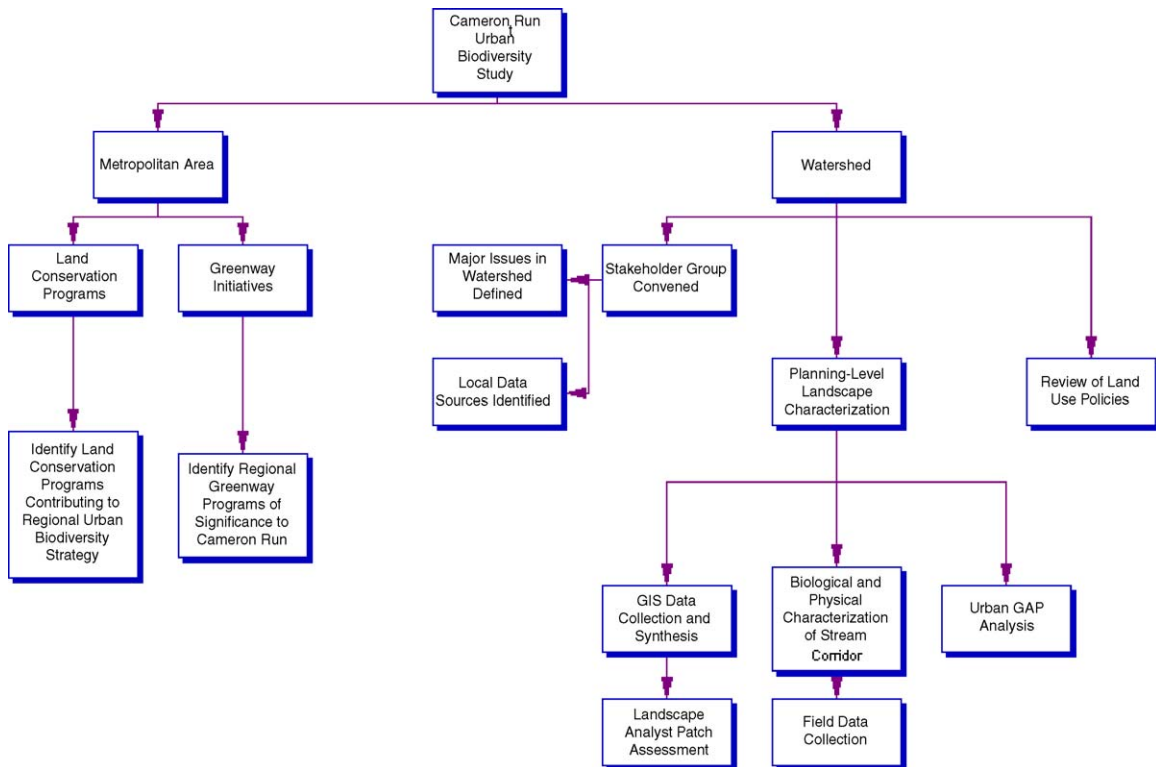 Cameron Run
Urban
Biodiversity
Study
Metropolitan Area
Watershed
Land
Conservation
Programs
Greenway
Initiatives
Major Issues in
Watershed
Defined
Stakeholder Group
Convened
Local Data
Sources Identified
Planning-Level
Landscape
Characterization
Review of Land
Use Policies
Identify Land
Conservation
Programs
Contributing to
Regional Urban
Biodiversity
Strategy
Identify Regional
Greenway
Programs of
Significance to
Cameron Run
GIS Data
Collection and
Synthesis
Biological and
Physical
Characterization
of Stream
Corridor
Urban GAP
Analysis
Landscape
Analyst Patch
Assessment
Field Data
Collection